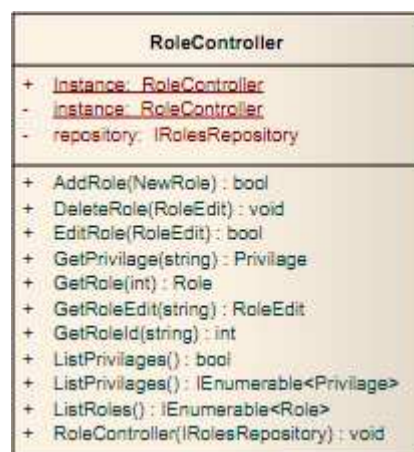 RoleController
+ Instance: RoleController
- instance: RoleController
- repository: IRolesRepository
+ AddRole(NewRole) : bool
+ DeleteRole(RoleEdit) : void
+ EditRole(RoleEdit) : bool
+ GetPrivilage(string) : Privilage
+ GetRole(int) : Role
+ GetRoleEdit(string) : RoleEdit
+ GetRoleId(string) : int
+ ListPrivilages() : bool
+ ListPrivilages() : IEnumerable<Privilage>
+ ListRoles() : IEnumerable<Role>
+ RoleController(IRolesRepository) : void